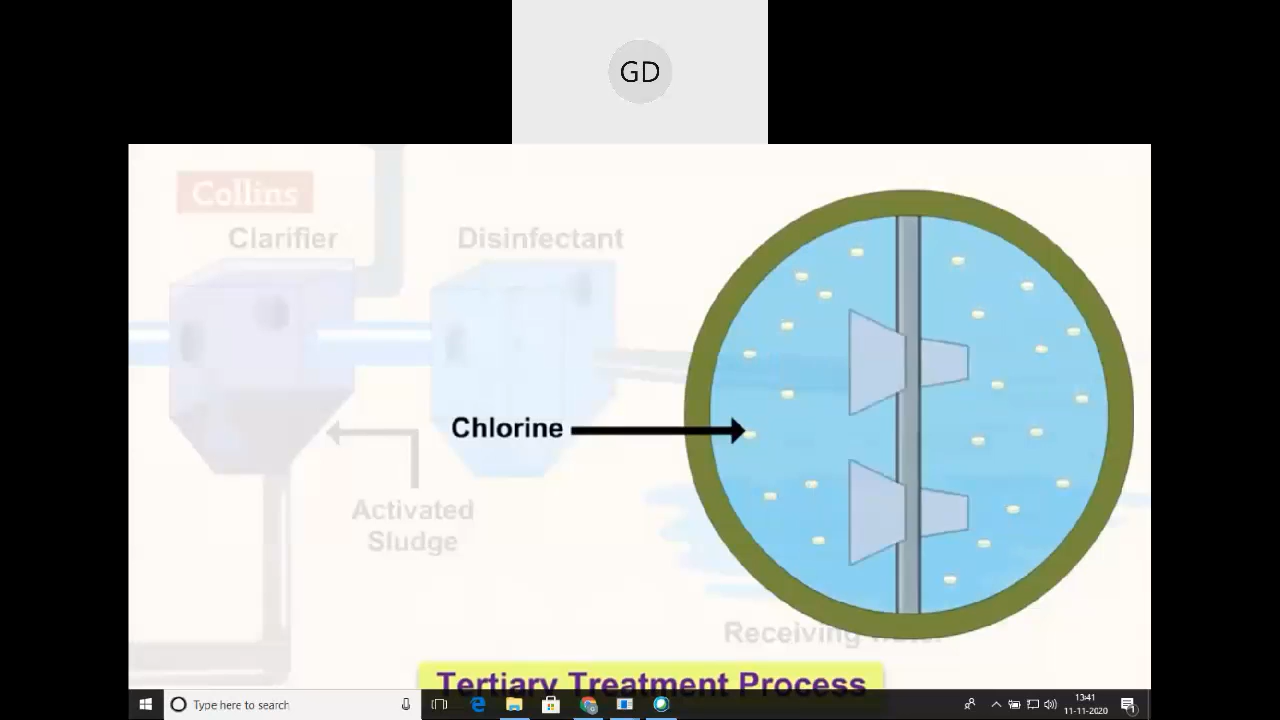 GD
Collins
Clarifier
Disinfectant
Chlorine
Activated
Sludge
Receiving
Tertiary Treatment Process
Type here to search
13:41
11-11-2020